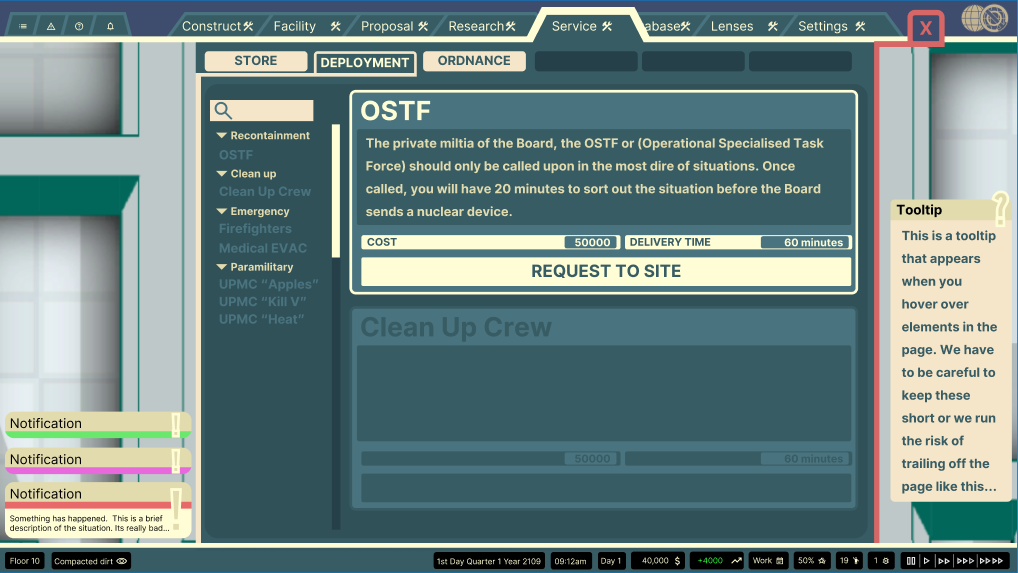 Construct
Facility
Proposal
Research
Service
abase
Lenses
Settings
X
STORE
DEPLOYMENT
ORDNANCE
Recontainment
OSTF
Clean up
Clean Up Crew
Emergency
Firefighters
Medical EVAC
Paramilitary
UPMC “Apples”
UPMC “Kill V”
UPMC “Heat”
OSTF
The private miltia of the Board, the OSTF or (Operational Specialised Task
Force) should only be called upon in the most dire of situations. Once
called, you will have 20 minutes to sort out the situation before the Board
sends a nuclear device.
COST 50000 DELIVERY TIME 60 minutes
REQUEST TO SITE
Clean Up Crew
50000 60 minutes
Tooltip
This is a tooltip
that appears
when you
hover over
elements in the
page. We have
to be careful to
keep these
short or we run
the risk of
trailing off the
page like this...
Notification
Notification
Notification
Something has happened. This is a brief
description of the situation. Its really bad...
Floor 10
Compacted dirt
1st Day Quarter 1 Year 2109
09:12am
Day 1
40,000 $
+4000
Work
50%
19
1